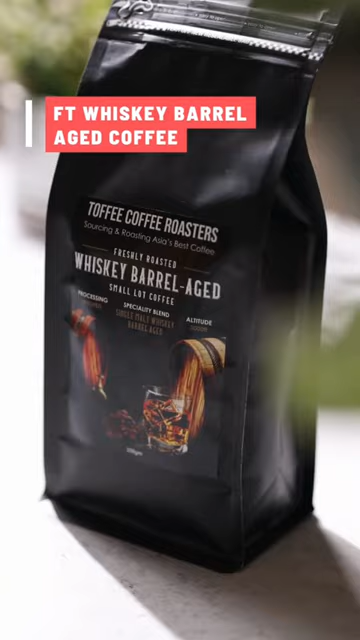 FT WHISKEY BARREL
AGED COFFEE
TOFFEE COFFEE ROASTERS
Sourcing & Roasting Asia's Best Coffee
FRESHLY ROASTED
WHISKEY BARREL-AGED
SMALL LOT COFFEE
PROCESSING
SPECIALITY BLEND
ALTITUDE
SINGLE MALT WHISKEY
BARREL AGED